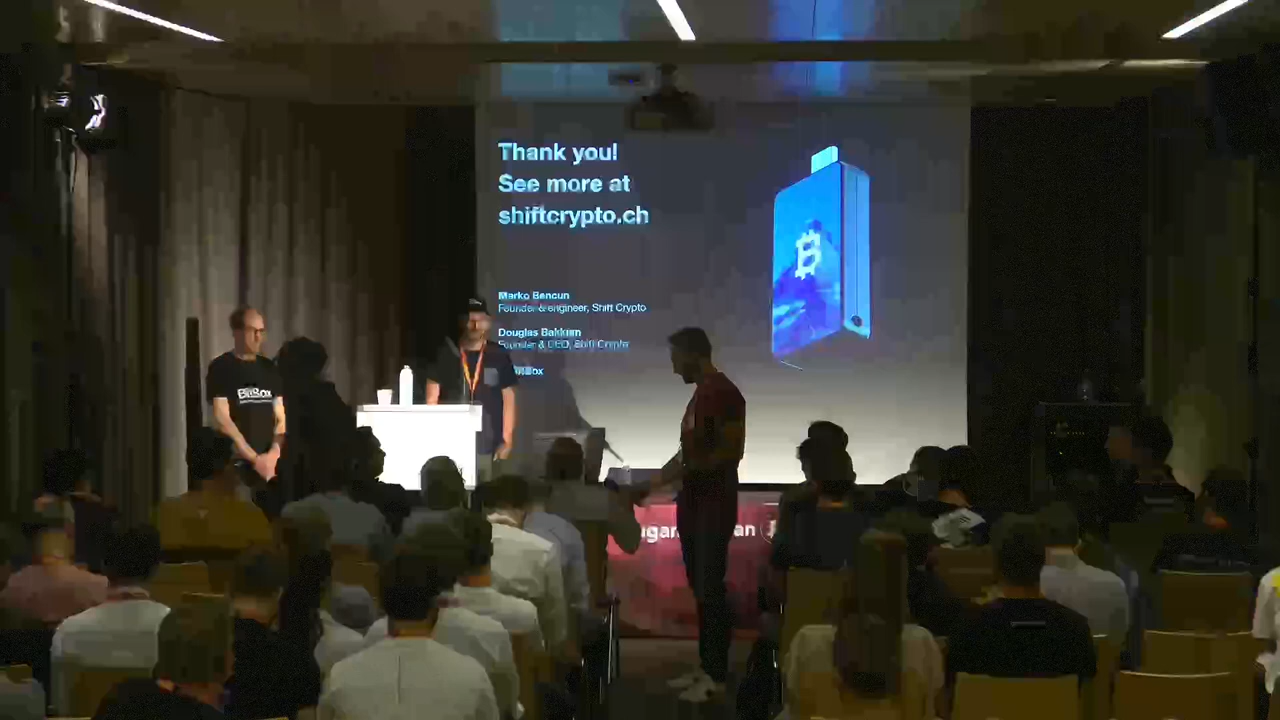 Thank you!
See more at
shiftcrypto.ch
Marko Bencun
Founder & engineer, Shift Crypto
Douglas Bakkum
Founder & CEO, Shift Crypto
BitBox